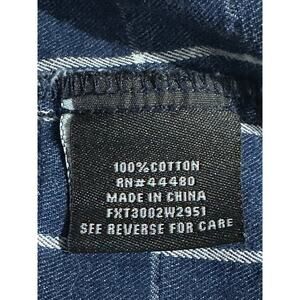 100%COTTON
RN#44480
MADE IN CHINA
FXT3002W2951
SEE REVERSE FOR CARE